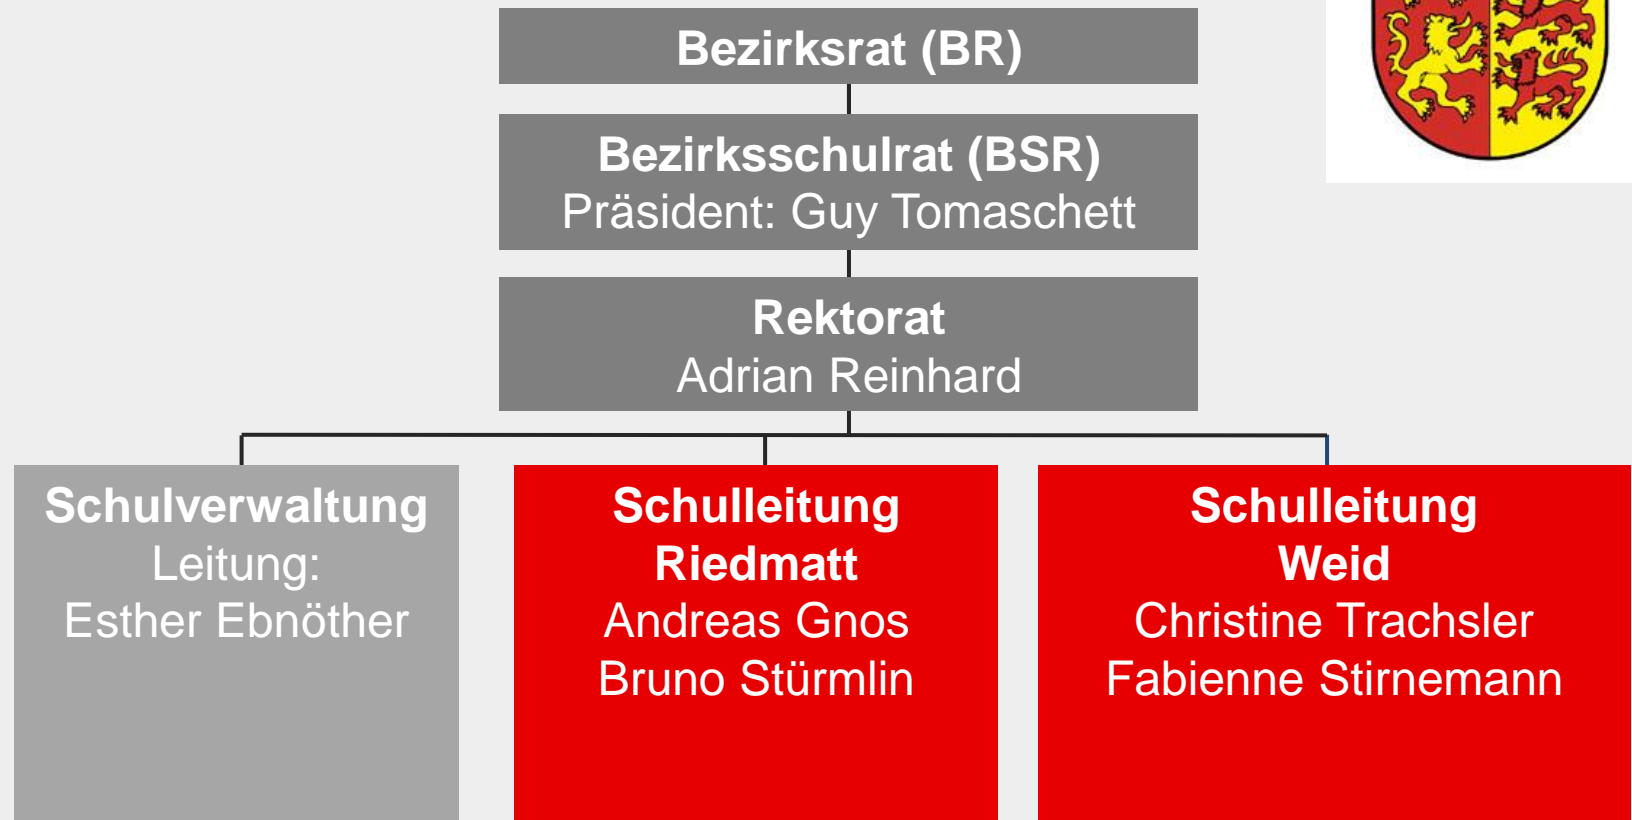 Bezirksrat (BR)
Bezirksschulrat (BSR)
Präsident: Guy Tomaschett
Rektorat
Adrian Reinhard
Schulverwaltung
Leitung:
Esther Ebnöther
Schulleitung
Riedmatt
Andreas Gnos
Bruno Stürmlin
Schulleitung
Weid
Christine Trachsler
Fabienne Stirnemann